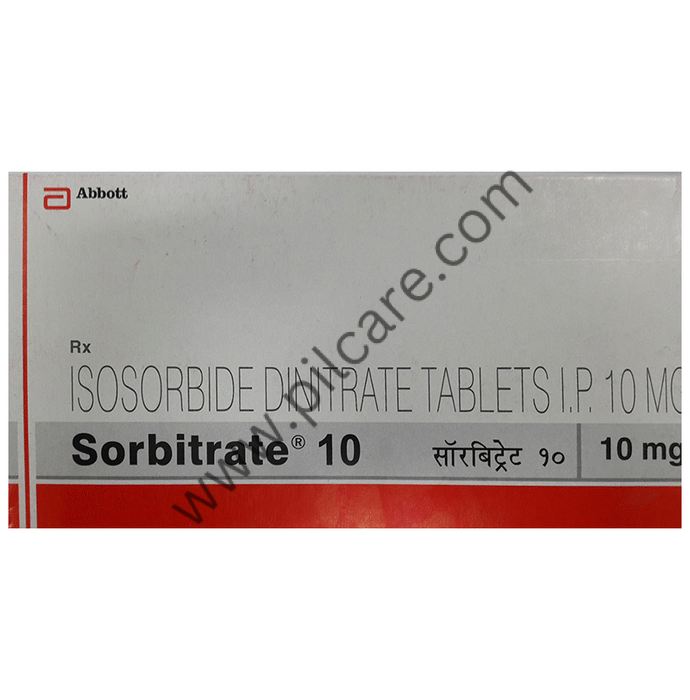 Abbott
Rx
ISOSORBIDE DINITRATE TABLETS I.P. 10 MG
Sorbitrate® 10 सॉरबिट्रेट १० 10 mg
www.pilcare.com